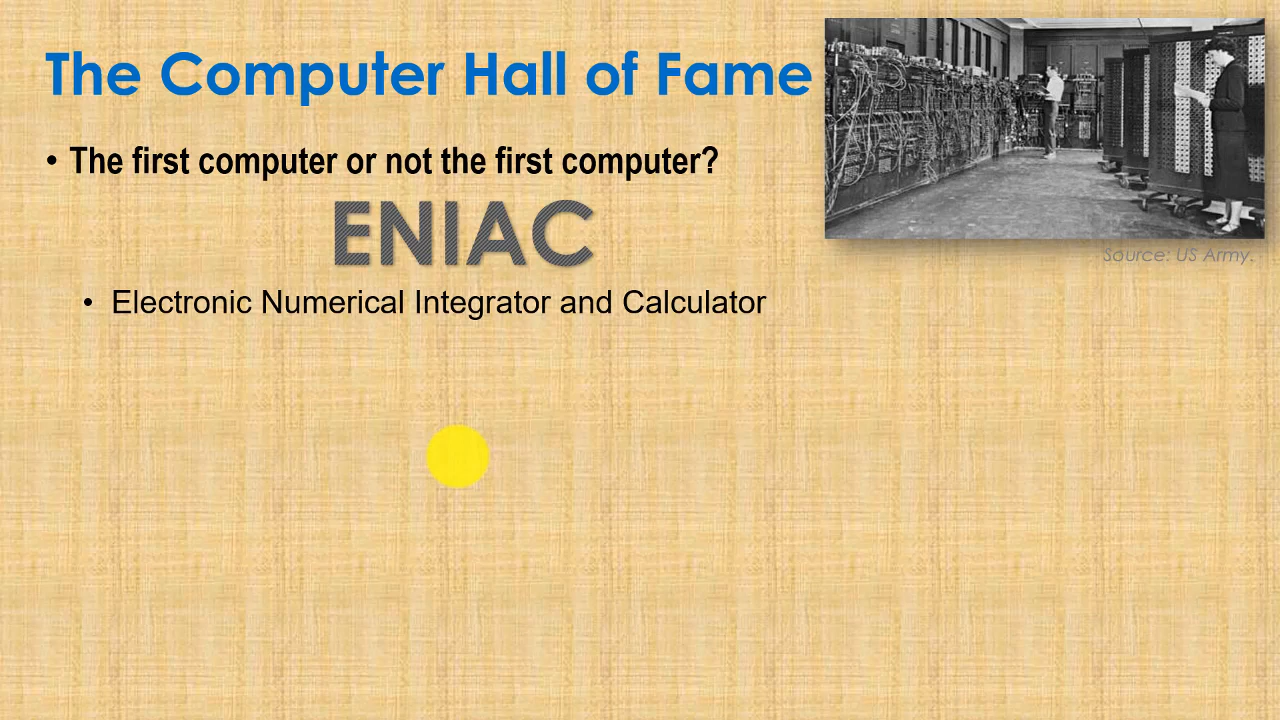 The Computer Hall of Fame
• The first computer or not the first computer?
ENIAC
Source: US Army.
• Electronic Numerical Integrator and Calculator